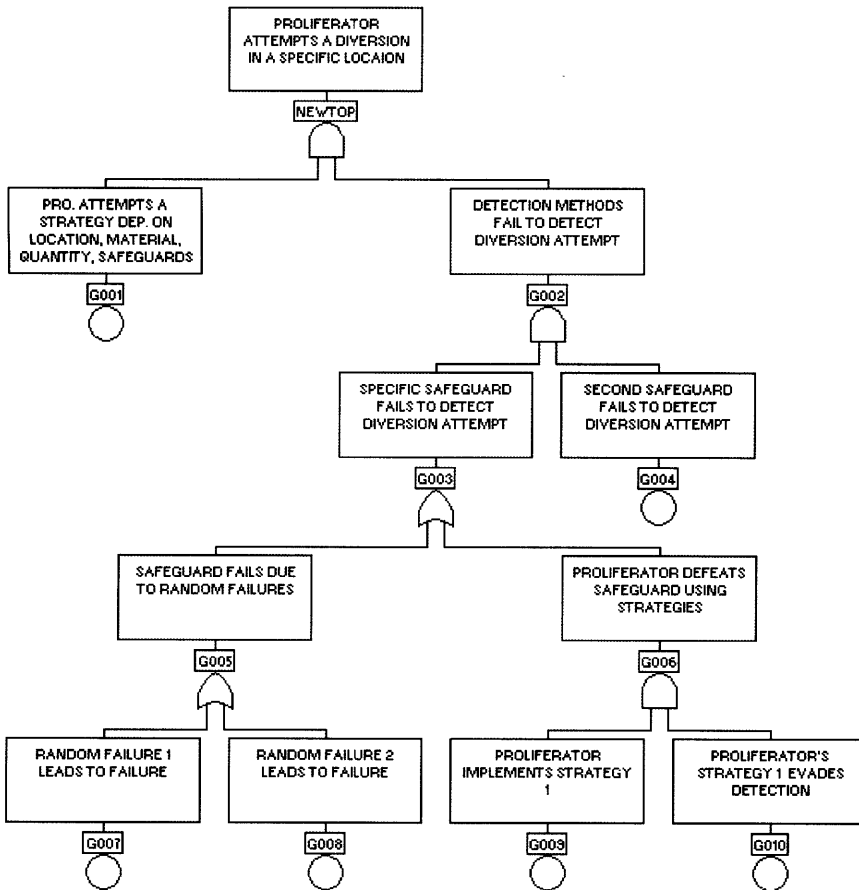 PROLIFERATOR
ATTEMPTS A DIVERSION
IN A SPECIFIC LOCAION
NEWTOP
PRO. ATTEMPTS A
STRATEGY DEP. ON
LOCATION, MATERIAL,
QUANTITY, SAFEGUARDS
G001
DETECTION METHODS
FAIL TO DETECT
DIVERSION ATTEMPT
G002
SPECIFIC SAFEGUARD
FAILS TO DETECT
DIVERSION ATTEMPT
G003
SECOND SAFEGUARD
FAILS TO DETECT
DIVERSION ATTEMPT
G004
SAFEGUARD FAILS DUE
TO RANDOM FAILURES
G005
PROLIFERATOR DEFEATS
SAFEGUARD USING
STRATEGIES
G006
RANDOM FAILURE 1
LEADS TO FAILURE
G007
RANDOM FAILURE 2
LEADS TO FAILURE
G008
PROLIFERATOR
IMPLEMENTS STRATEGY
1
G009
PROLIFERATOR'S
STRATEGY 1 EVADES
DETECTION
G010